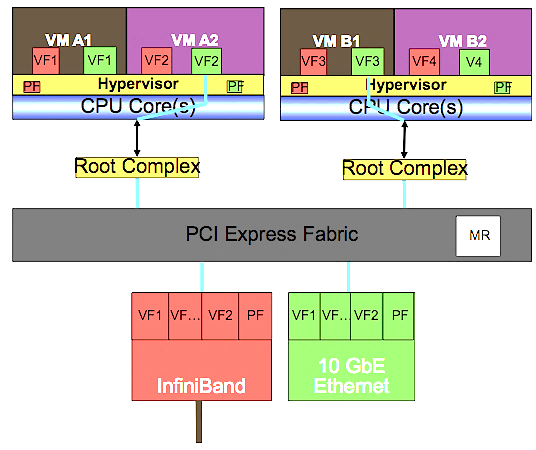 VM A1
VM A2
VF1
VF1
VF2
VF2
PF
Hypervisor
PF
CPU Core(s)
VM B1
VM B2
VF3
VF3
VF4
V4
PF
Hypervisor
PF
CPU Core(s)
Root Complex
Root Complex
PCI Express Fabric
MR
VF1
VF...
VF2
PF
InfiniBand
VF1
VF...
VF2
PF
10 GbE
Ethernet